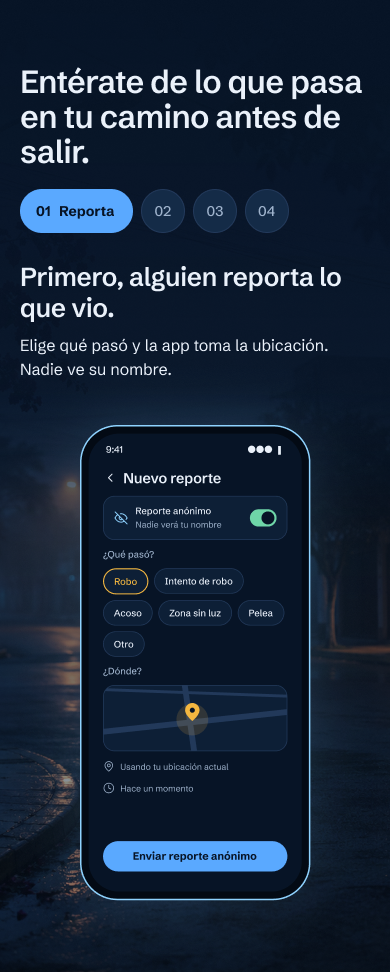 Entérate de lo que pasa
en tu camino antes de
salir.
01 Reporta
02
03
04
Primero, alguien reporta lo
que vio.
Elige qué pasó y la app toma la ubicación.
Nadie ve su nombre.
9:41
Nuevo reporte
Reporte anónimo
Nadie verá tu nombre
¿Qué pasó?
Robo
Intento de robo
Acoso
Zona sin luz
Pelea
Otro
¿Dónde?
Usando tu ubicación actual
Hace un momento
Enviar reporte anónimo